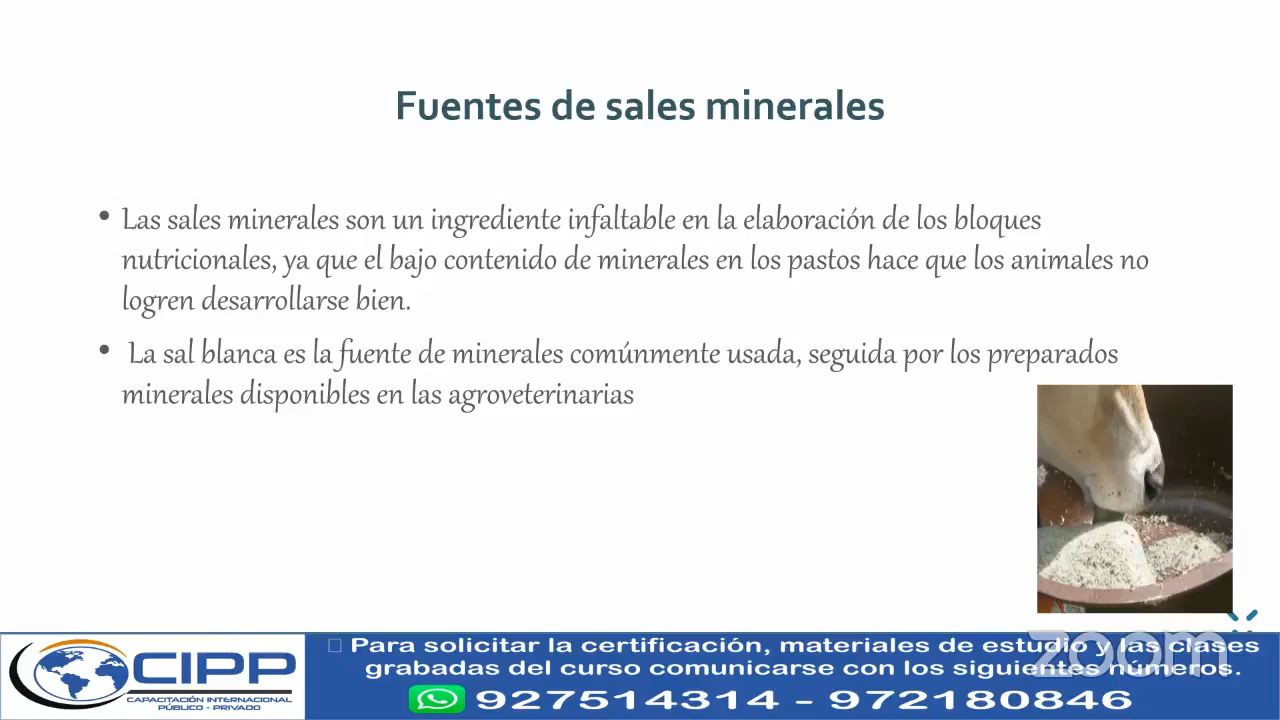 Fuentes de sales minerales
• Las sales minerales son un ingrediente infaltable en la elaboración de los bloques
nutricionales, ya que el bajo contenido de minerales en los pastos hace que los animales no
logren desarrollarse bien.
• La sal blanca es la fuente de minerales comúnmente usada, seguida por los preparados
minerales disponibles en las agroveterinarias
zoom
CIPP
CAPACITACIÓN INTERNACIONAL
PÚBLICO - PRIVADO
Para solicitar la certificación, materiales de estudio y las clases
grabadas del curso comunicarse con los siguientes números.
927514314 - 972180846